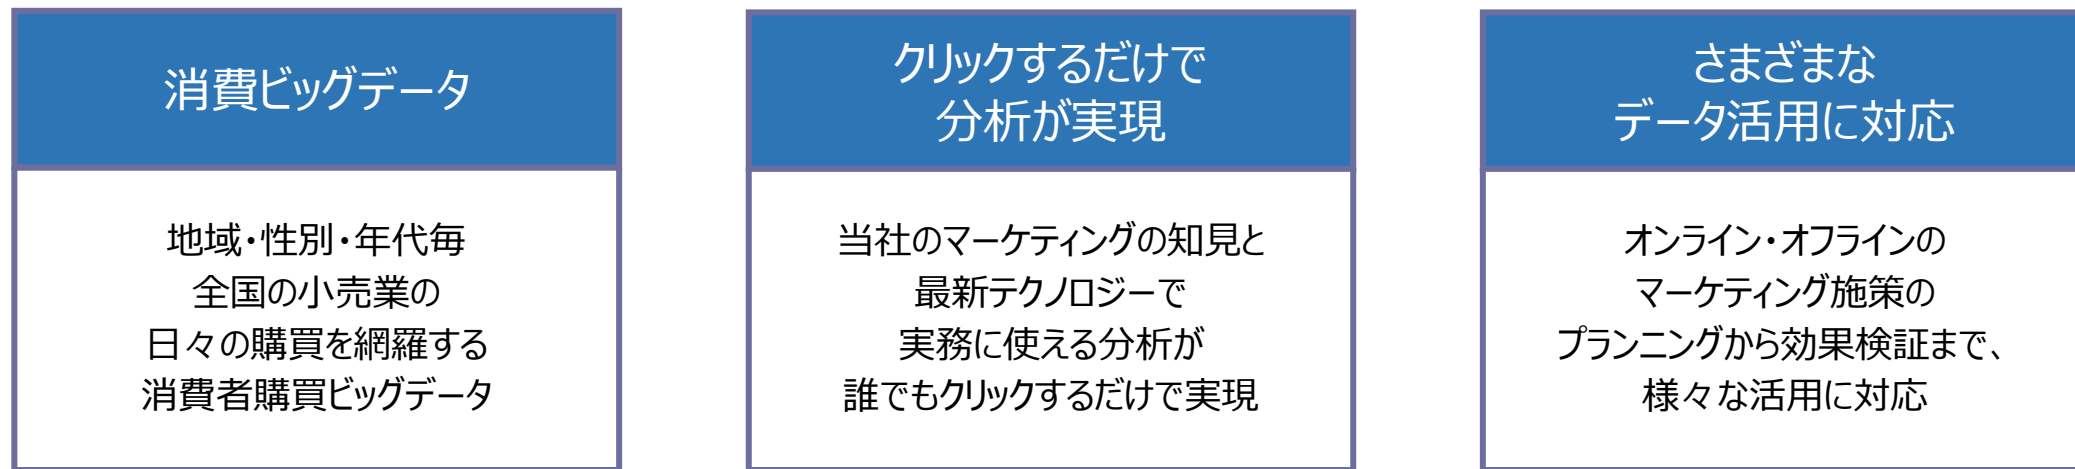 消費ビッグデータ
地域・性別・年代毎
全国の小売業の
日々の購買を網羅する
消費者購買ビッグデータ
クリックするだけで
分析が実現
当社のマーケティングの知見と
最新テクノロジーで
実務に使える分析が
誰でもクリックするだけで実現
さまざまな
データ活用に対応
オンライン・オフラインの
マーケティング施策の
プランニングから効果検証まで、
様々な活用に対応